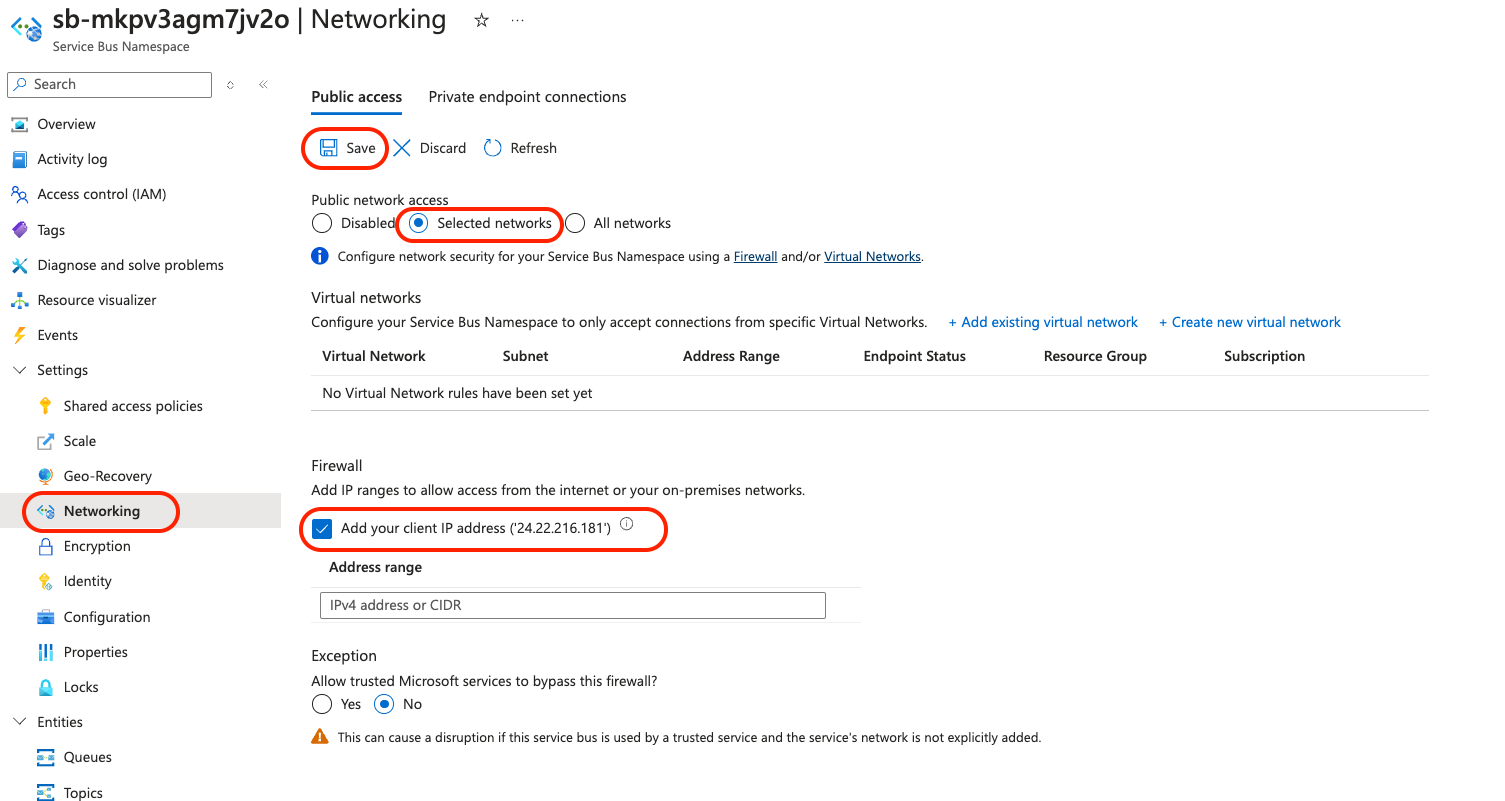 sb-mkpv3agm7jv2o | Networking
Service Bus Namespace
Search
Overview
Activity log
Access control (IAM)
Tags
Diagnose and solve problems
Resource visualizer
Events
Settings
Shared access policies
Scale
Geo-Recovery
Networking
Encryption
Identity
Configuration
Properties
Locks
Entities
Queues
Topics
Public access Private endpoint connections
Save Discard Refresh
Public network access
Disabled Selected networks All networks
Configure network security for your Service Bus Namespace using a Firewall and/or Virtual Networks.
Virtual networks
Configure your Service Bus Namespace to only accept connections from specific Virtual Networks. + Add existing virtual network + Create new virtual network
Virtual Network Subnet Address Range Endpoint Status Resource Group Subscription
No Virtual Network rules have been set yet
Firewall
Add IP ranges to allow access from the internet or your on-premises networks.
Add your client IP address ('24.22.216.181')
Address range
IPv4 address or CIDR
Exception
Allow trusted Microsoft services to bypass this firewall?
Yes No
This can cause a disruption if this service bus is used by a trusted service and the service's network is not explicitly added.